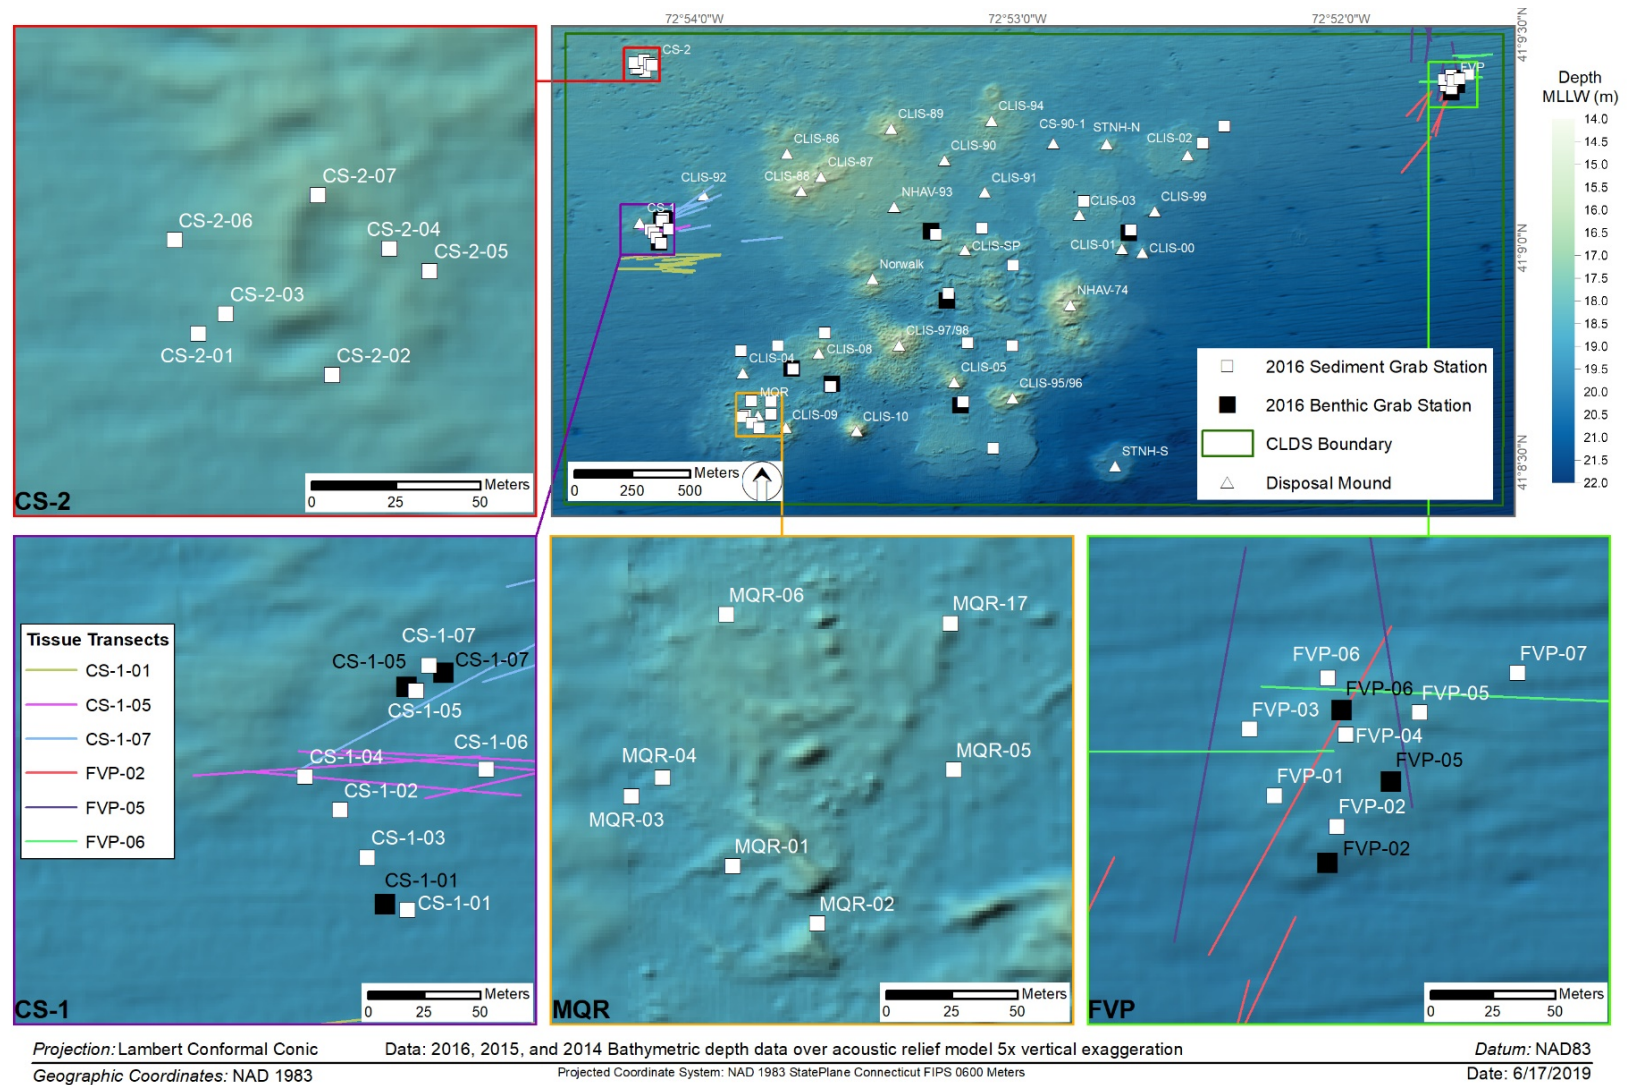 72°54'0"W
72°53'0"W
72°52'0"W
41°9'30"N
41°9'0"N
41°8'30"N
CS-2
FVP
CLIS-94
CLIS-89
CS-90-1
STNH-N
CLIS-86
CLIS-02
CLIS-90
CLIS-87
CLIS-92
CLIS-88
CLIS-91
NHAV-93
CLIS-99
CLIS-03
CS-1
CLIS-SP
CLIS-01
CLIS-00
Norwalk
NHAV-74
CLIS-97/98
CLIS-08
CLIS-04
CLIS-05
CLIS-95/96
MQR
CLIS-09
CLIS-10
STNH-S
Meters
0 250 500
2016 Sediment Grab Station
2016 Benthic Grab Station
CLDS Boundary
Disposal Mound
Depth
MLLW (m)
14.0
14.5
15.0
15.5
16.0
16.5
17.0
17.5
18.0
18.5
19.0
19.5
20.0
20.5
21.0
21.5
22.0
CS-2-07
CS-2-06
CS-2-04
CS-2-05
CS-2-03
CS-2-01
CS-2-02
Meters
0 25 50
CS-2
Tissue Transects
CS-1-01
CS-1-05
CS-1-07
FVP-02
FVP-05
FVP-06
CS-1-07
CS-1-05
CS-1-07
CS-1-05
CS-1-06
CS-1-04
CS-1-02
CS-1-03
CS-1-01
CS-1-01
Meters
0 25 50
CS-1
MQR-06
MQR-17
MQR-04
MQR-05
MQR-03
MQR-01
MQR-02
Meters
0 25 50
MQR
FVP-06
FVP-07
FVP-06
FVP-05
FVP-03
FVP-04
FVP-05
FVP-01
FVP-02
FVP-02
Meters
0 25 50
FVP
Projection: Lambert Conformal Conic
Data: 2016, 2015, and 2014 Bathymetric depth data over acoustic relief model 5x vertical exaggeration
Datum: NAD83
Geographic Coordinates: NAD 1983
Projected Coordinate System: NAD 1983 StatePlane Connecticut FIPS 0600 Meters
Date: 6/17/2019